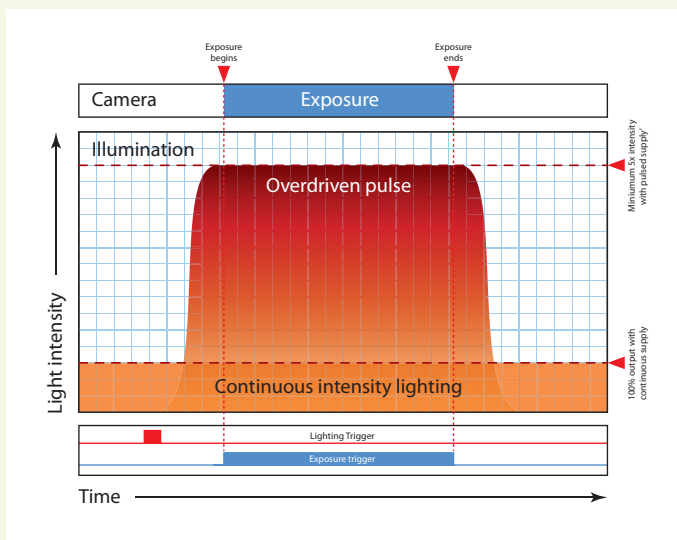 Exposure
begins
Exposure
ends
Camera
Exposure
Illumination
Overdriven pulse
Miniumum 5x intensity
with pulsed supply'
Light intensity
100% output with
continuous supply
Continuous intensity lighting
Lighting Trigger
Exposure trigger
Time